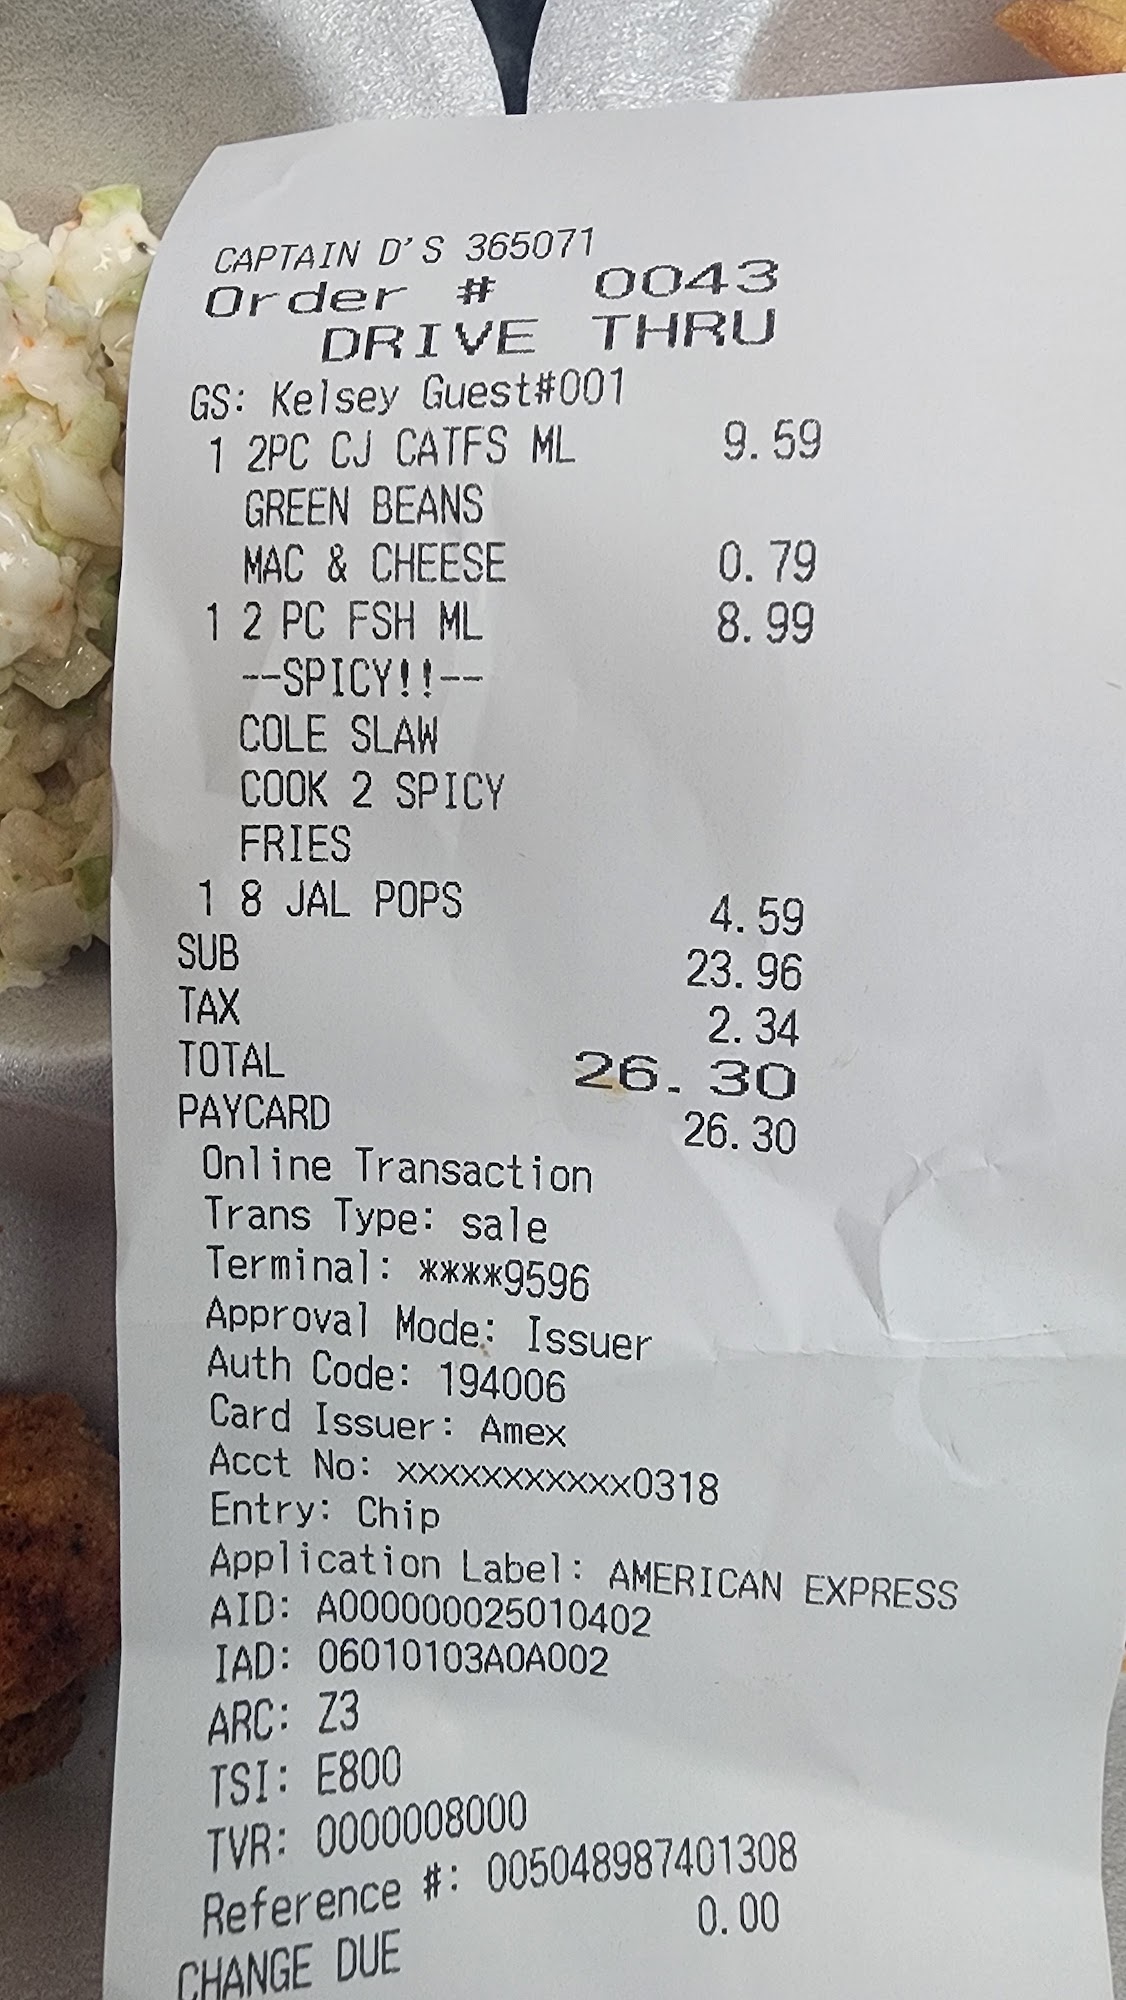 CAPTAIN D'S 365071
Order # 0043
DRIVE THRU
GS: Kelsey Guest#001
1 2PC CJ CATFS ML 9.59
GREEN BEANS
MAC & CHEESE 0.79
1 2 PC FSH ML 8.99
--SPICY!!--
COLE SLAW
COOK 2 SPICY
FRIES
1 8 JAL POPS 4.59
SUB 23.96
TAX 2.34
TOTAL 26.30
PAYCARD 26.30
Online Transaction
Trans Type: sale
Terminal: ****9596
Approval Mode: Issuer
Auth Code: 194006
Card Issuer: Amex
Acct No: xxxxxxxxxxx0318
Entry: Chip
Application Label: AMERICAN EXPRESS
AID: A000000025010402
IAD: 06010103A0A002
ARC: Z3
TSI: E800
TVR: 0000008000
Reference #: 005048987401308
CHANGE DUE 0.00